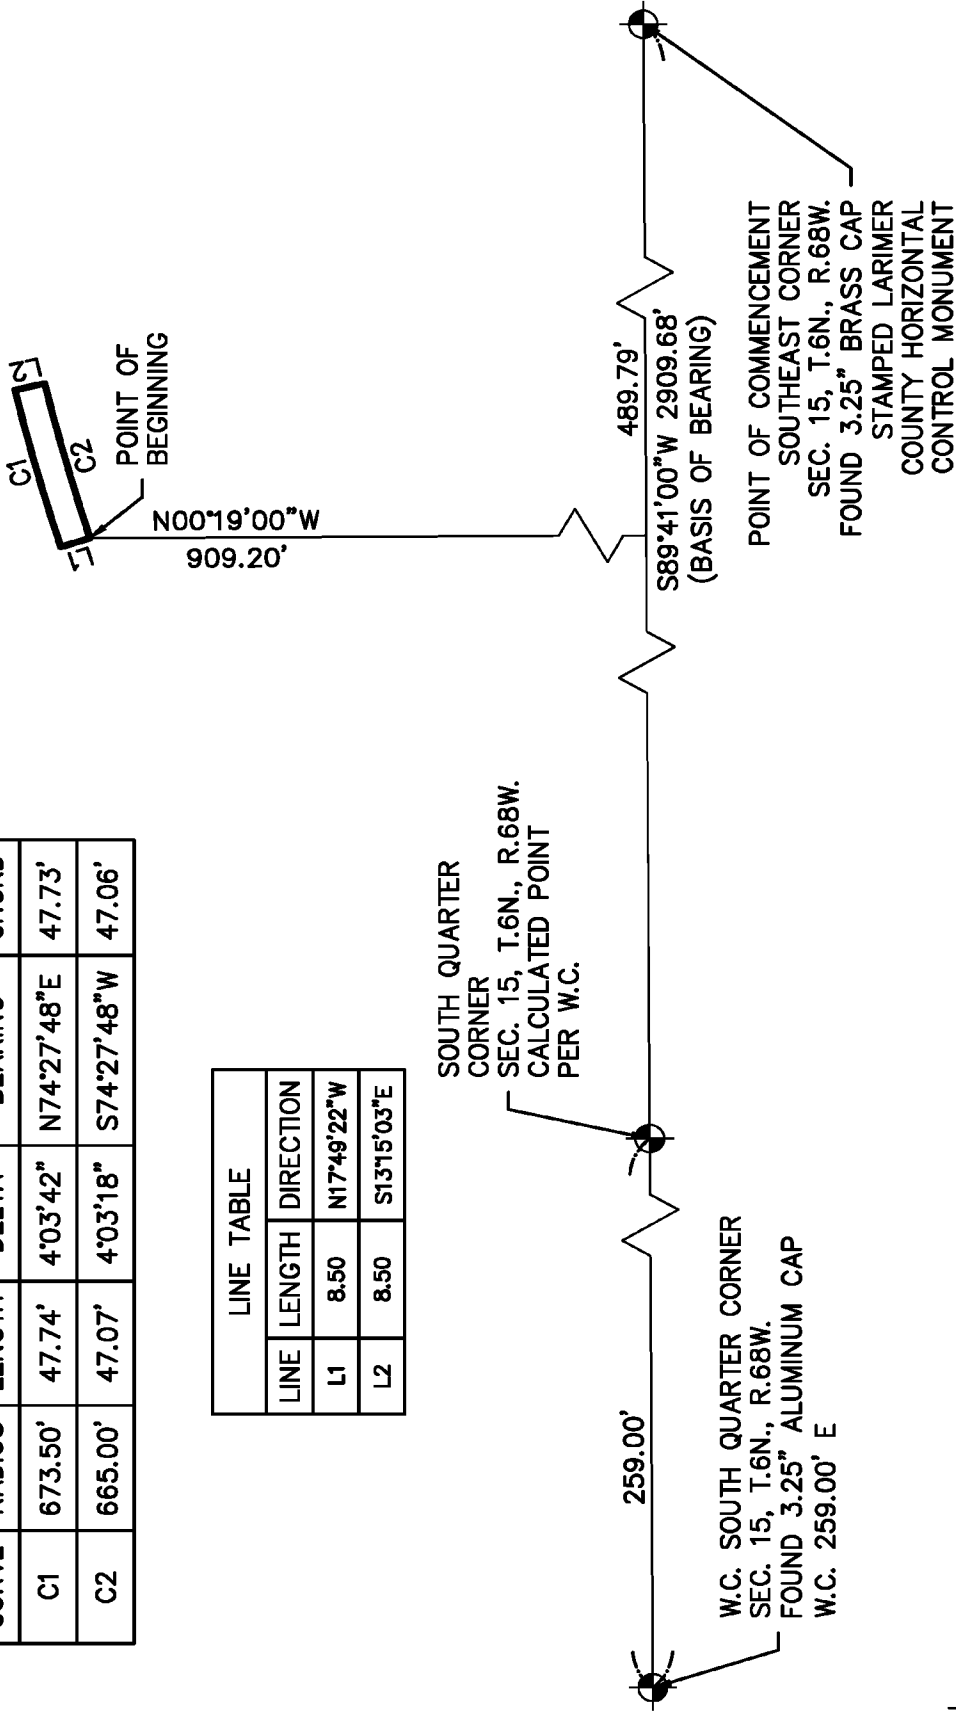 C1 673.50' 47.74' 4°03'42" N74°27'48"E 47.73'
C2 665.00' 47.07' 4°03'18" S74°27'48"W 47.06'
LINE TABLE
LINE LENGTH DIRECTION
L1 8.50 N17°49'22"W
L2 8.50 S13°15'03"E
C1
L2
C2
L1
POINT OF
BEGINNING
N00°19'00"W
909.20'
SOUTH QUARTER
CORNER
SEC. 15, T.6N., R.68W.
CALCULATED POINT
PER W.C.
259.00'
489.79'
S89°41'00"W 2909.68'
(BASIS OF BEARING)
W.C. SOUTH QUARTER CORNER
SEC. 15, T.6N., R.68W.
FOUND 3.25" ALUMINUM CAP
W.C. 259.00' E
POINT OF COMMENCEMENT
SOUTHEAST CORNER
SEC. 15, T.6N., R.68W.
FOUND 3.25" BRASS CAP
STAMPED LARIMER
COUNTY HORIZONTAL
CONTROL MONUMENT